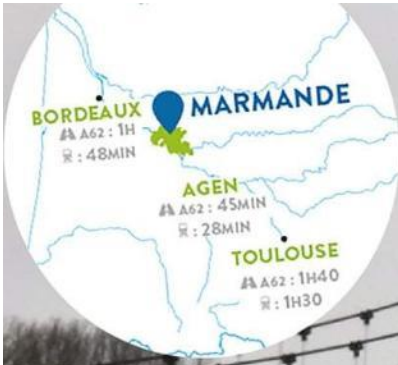 BORDEAUX
A62 : 1H
: 48MIN
MARMANDE
AGEN
A62 : 45MIN
: 28MIN
TOULOUSE
A62 : 1H40
: 1H30